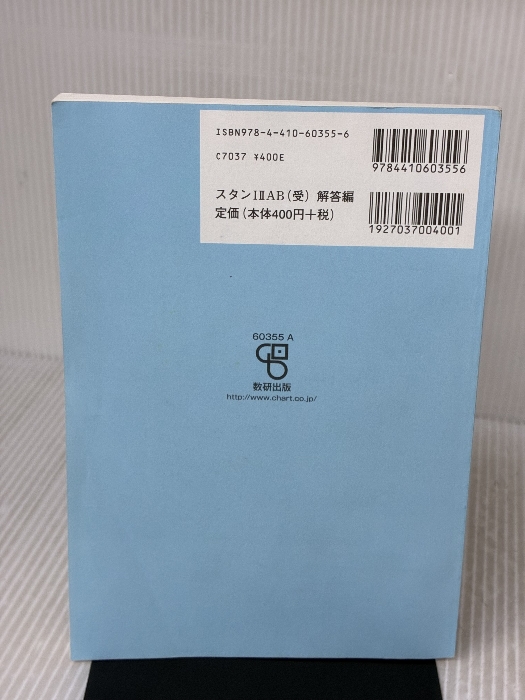 ISBN978-4-410-60355-6
C7037 ¥400E
9784410603556
スタンⅠⅡAB(受) 解答編
定価(本体400円+税)
1927037004001
60355 A
数研出版
http://www.chart.co.jp/